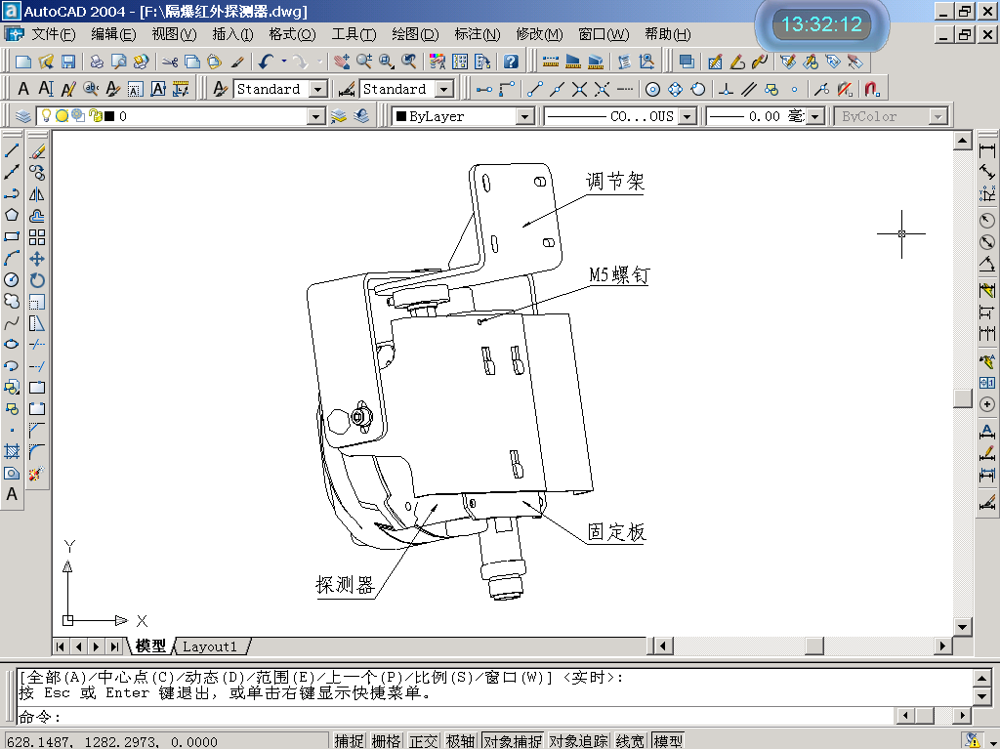 AutoCAD 2004 - [F:\隔爆红外探测器.dwg]
13:32:12
文件(F) 编辑(E) 视图(V) 插入(I) 格式(O) 工具(T) 绘图(D) 标注(N) 修改(M) 窗口(W) 帮助(H)
Standard Standard
0 ByLayer CO...OUS 0.00 毫 ByColor
调节架
M5螺钉
固定板
探测器
Y
X
模型 Layout1
[全部(A)/中心点(C)/动态(D)/范围(E)/上一个(P)/比例(S)/窗口(W)] <实时>:
按 Esc 或 Enter 键退出，或单击右键显示快捷菜单。
命令:
628.1487, 1282.2973, 0.0000 捕捉 栅格 正交 极轴 对象捕捉 对象追踪 线宽 模型